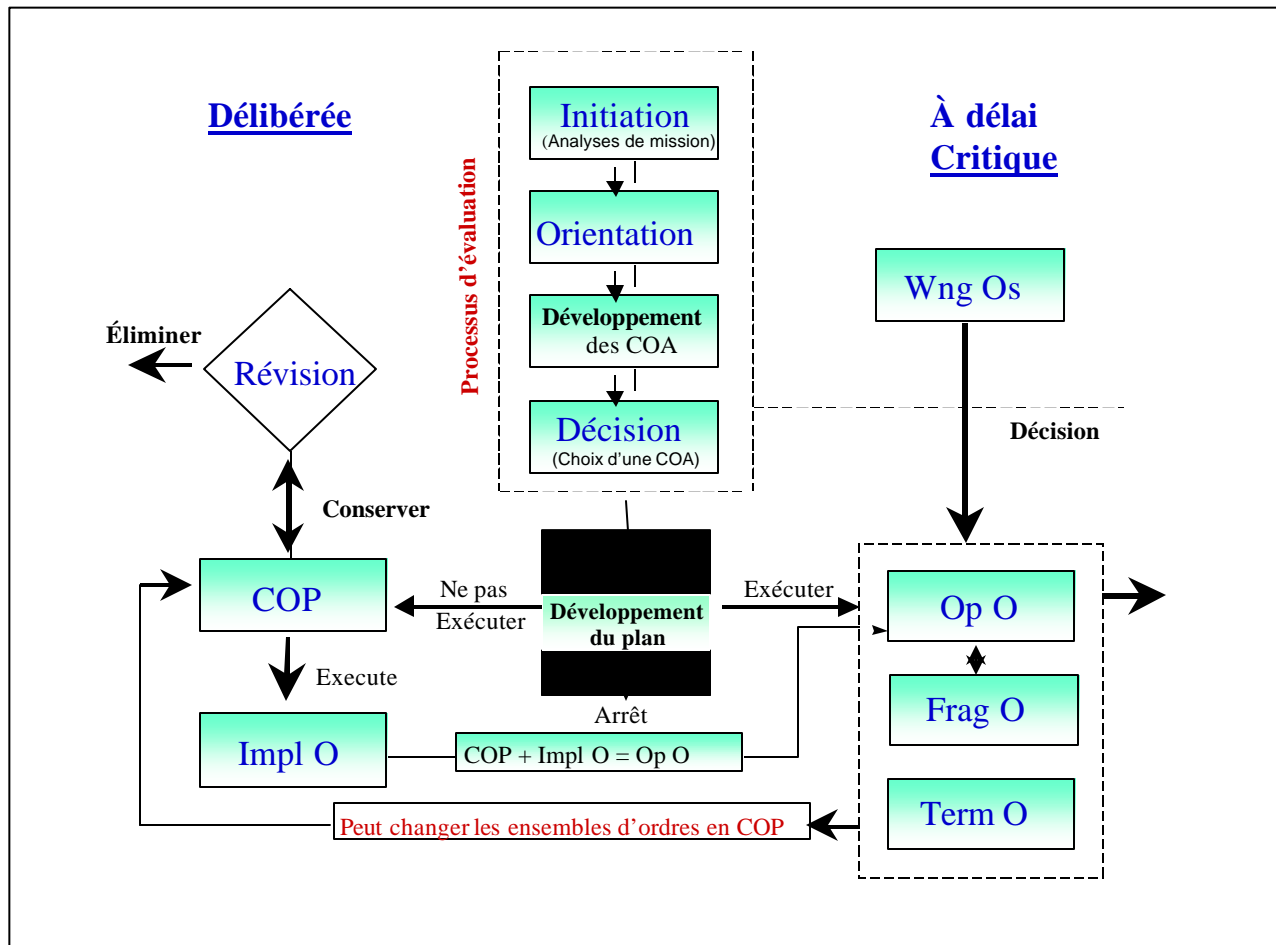 Délibérée
À délai
Critique
Processus d'évaluation
Initiation
(Analyses de mission)
Orientation
Développement
des COA
Décision
(Choix d'une COA)
Wng Os
Décision
Éliminer
Révision
Conserver
COP
Ne pas
Exécuter
Développement
du plan
Exécuter
Op O
Execute
Arrêt
Frag O
Impl O
COP + Impl O = Op O
Term O
Peut changer les ensembles d'ordres en COP